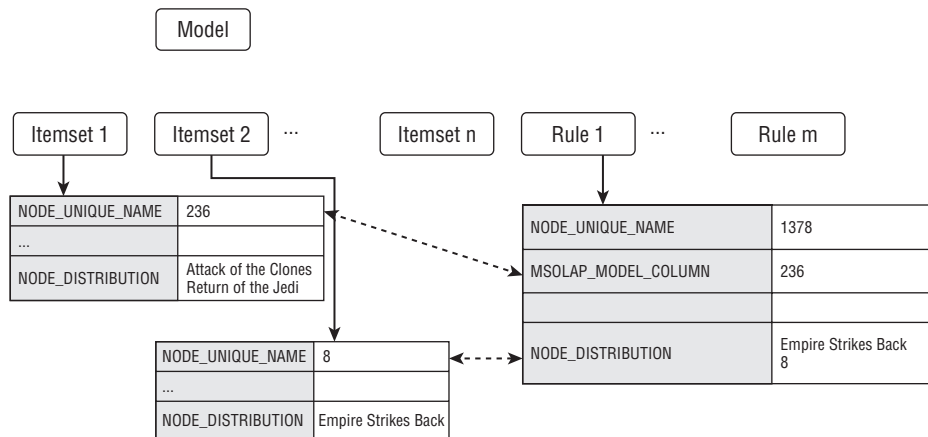 Model
Itemset 1
Itemset 2
...
Itemset n
Rule 1
...
Rule m
NODE_UNIQUE_NAME 236
...
NODE_DISTRIBUTION Attack of the Clones
Return of the Jedi
NODE_UNIQUE_NAME 1378
MSOLAP_MODEL_COLUMN 236
NODE_DISTRIBUTION Empire Strikes Back
8
NODE_UNIQUE_NAME 8
...
NODE_DISTRIBUTION Empire Strikes Back